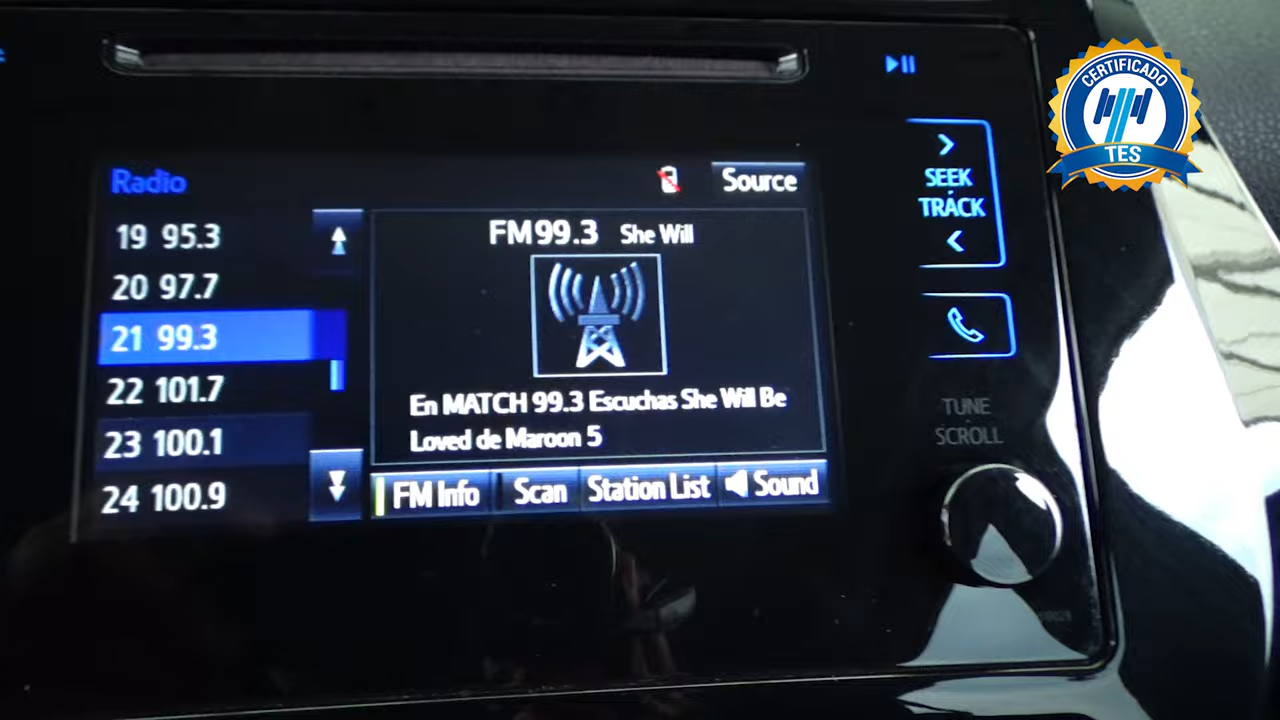 CERTIFICADO
TES
SEEK
TRACK
Radio
Source
19 95.3
20 97.7
21 99.3
22 101.7
23 100.1
24 100.9
FM99.3 She Will
En MATCH 99.3 Escuchas She Will Be
Loved de Maroon 5
FM Info
Scan
Station List
Sound
TUNE
SCROLL